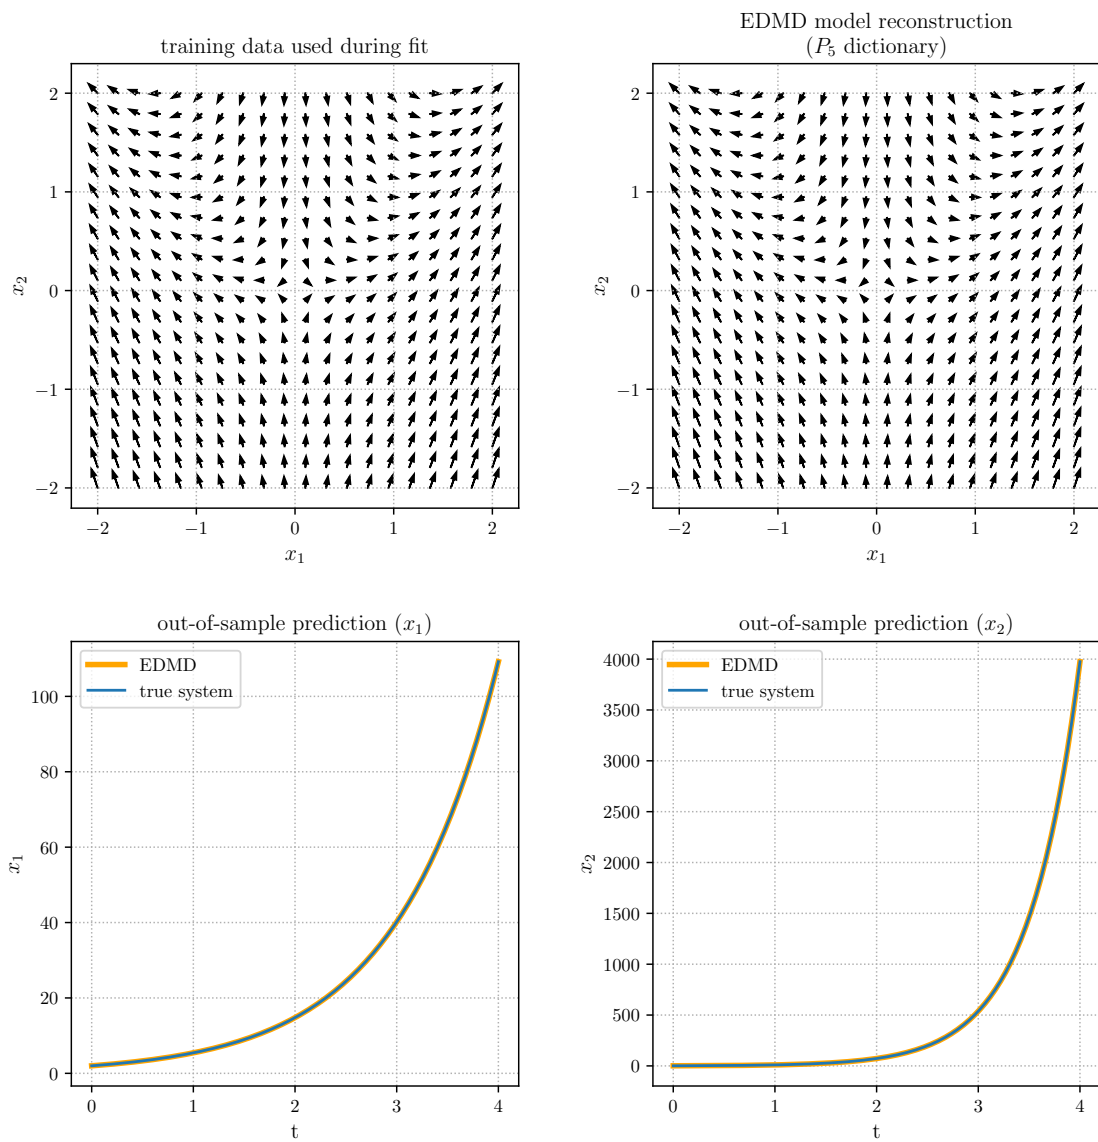 training data used during fit
2
1
0
−1
−2
x₂
−2
−1
0
1
2
x₁
EDMD model reconstruction
(P₅ dictionary)
2
1
0
−1
−2
x₂
−2
−1
0
1
2
x₁
out-of-sample prediction (x₁)
EDMD
true system
100
80
60
40
20
0
x₁
0
1
2
3
4
t
out-of-sample prediction (x₂)
EDMD
true system
4000
3500
3000
2500
2000
1500
1000
500
0
x₂
0
1
2
3
4
t